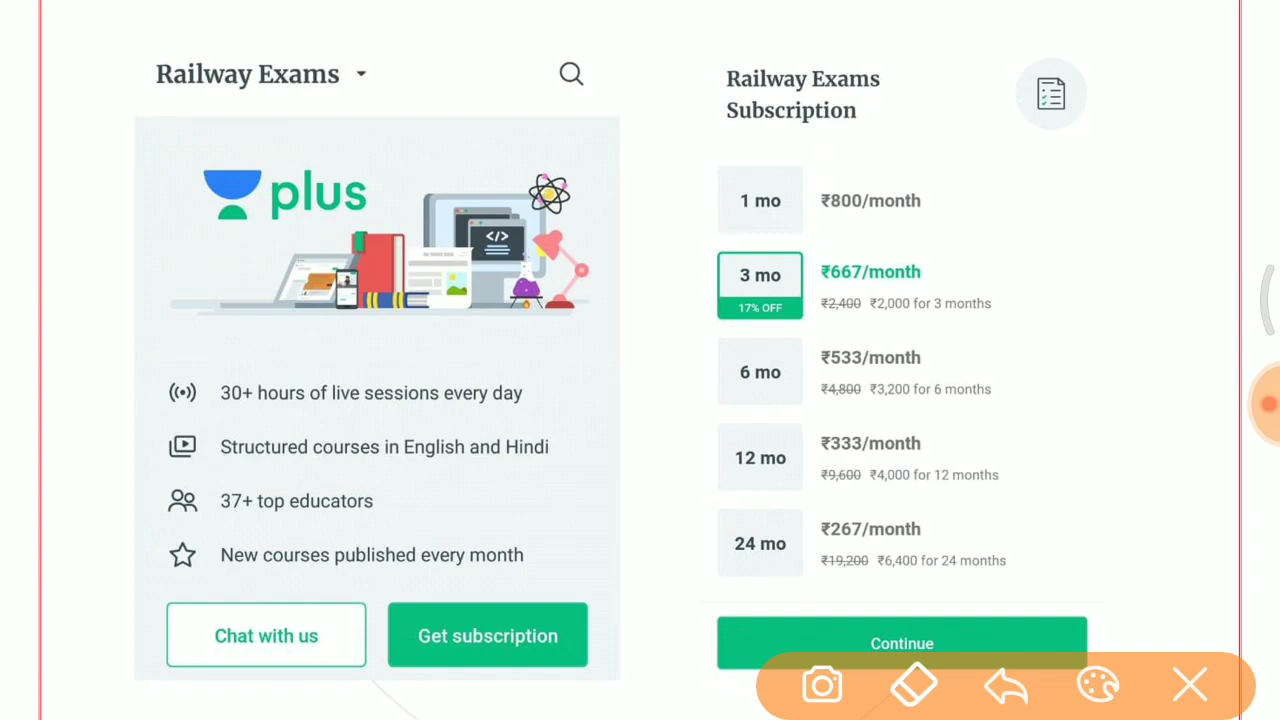 Railway Exams
plus
</>
30+ hours of live sessions every day
Structured courses in English and Hindi
37+ top educators
New courses published every month
Chat with us
Get subscription
Railway Exams
Subscription
1 mo
₹800/month
3 mo
17% OFF
₹667/month
₹2,400 ₹2,000 for 3 months
6 mo
₹533/month
₹4,800 ₹3,200 for 6 months
12 mo
₹333/month
₹9,600 ₹4,000 for 12 months
24 mo
₹267/month
₹19,200 ₹6,400 for 24 months
Continue